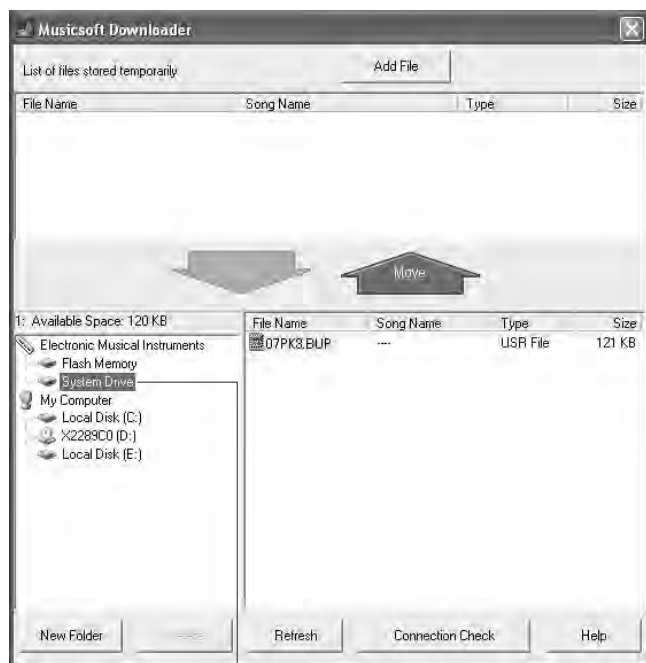 Musicsoft Downloader
List of files stored temporarily
Add File
File Name Song Name Type Size
Move
1: Available Space: 120 KB
Electronic Musical Instruments
Flash Memory
System Drive
My Computer
Local Disk (C:)
X2289C0 (D:)
Local Disk (E:)
File Name Song Name Type Size
07PK3.BUP ---- USR File 121 KB
New Folder
Refresh
Connection Check
Help